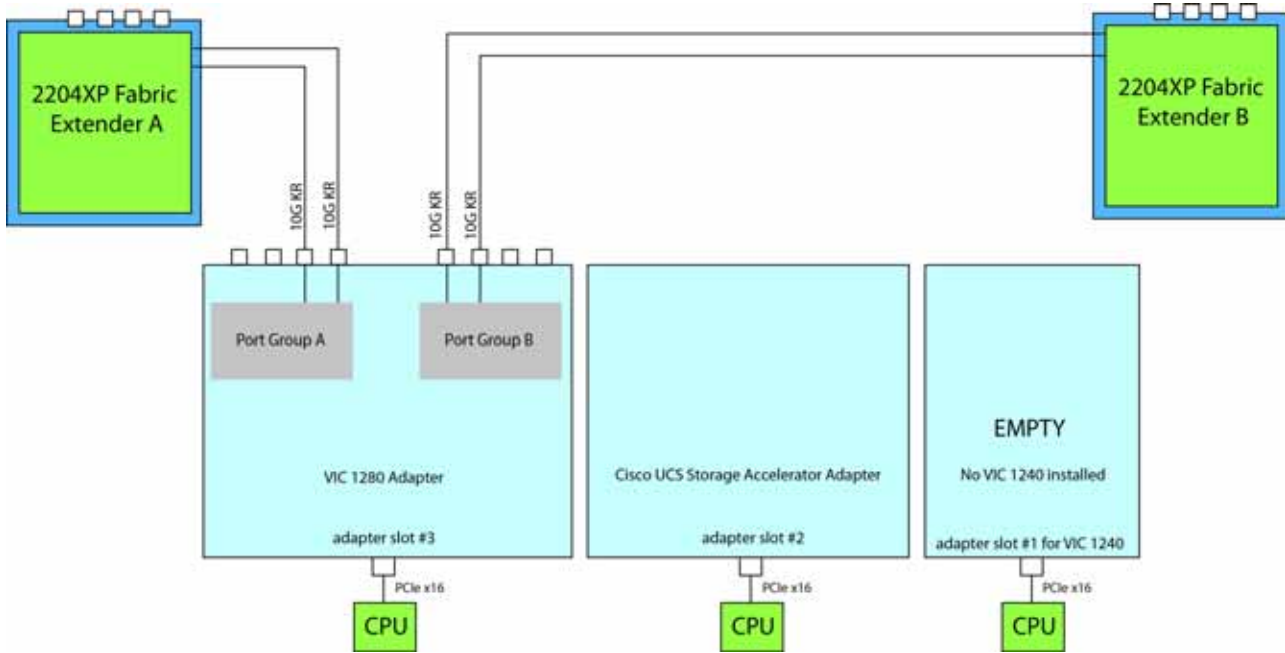 2204XP Fabric
Extender A
2204XP Fabric
Extender B
10G KR
10G KR
10G KR
10G KR
Port Group A
Port Group B
VIC 1280 Adapter
adapter slot #3
Cisco UCS Storage Accelerator Adapter
adapter slot #2
EMPTY
No VIC 1240 installed
adapter slot #1 for VIC 1240
PCIe x16
PCIe x16
PCIe x16
CPU
CPU
CPU